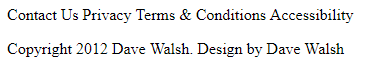 Contact Us Privacy Terms & Conditions Accessibility
Copyright 2012 Dave Walsh. Design by Dave Walsh